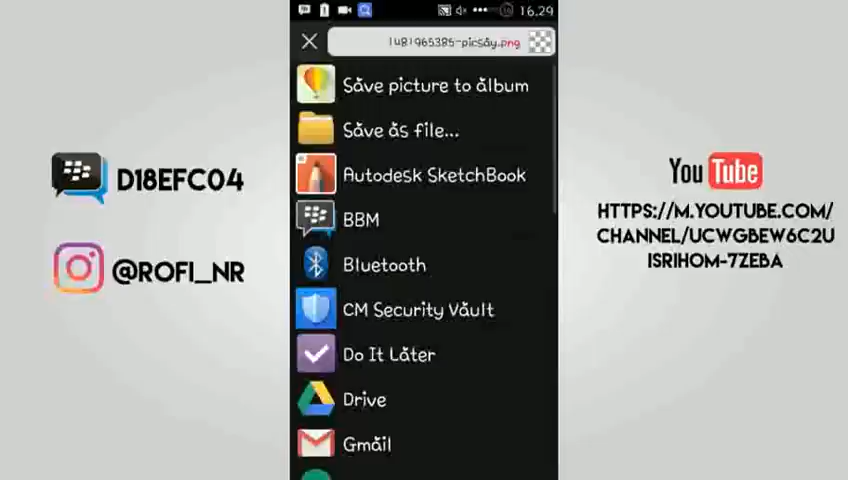 16.29
1481965385-picsay.png
Save picture to album
Save as file...
Autodesk SketchBook
BBM
Bluetooth
CM Security Vault
Do It Later
Drive
Gmail
D18EFC04
@ROFI_NR
YouTube
HTTPS://M.YOUTUBE.COM/
CHANNEL/UCWGBEW6C2U
ISRIHOM-7ZEBA